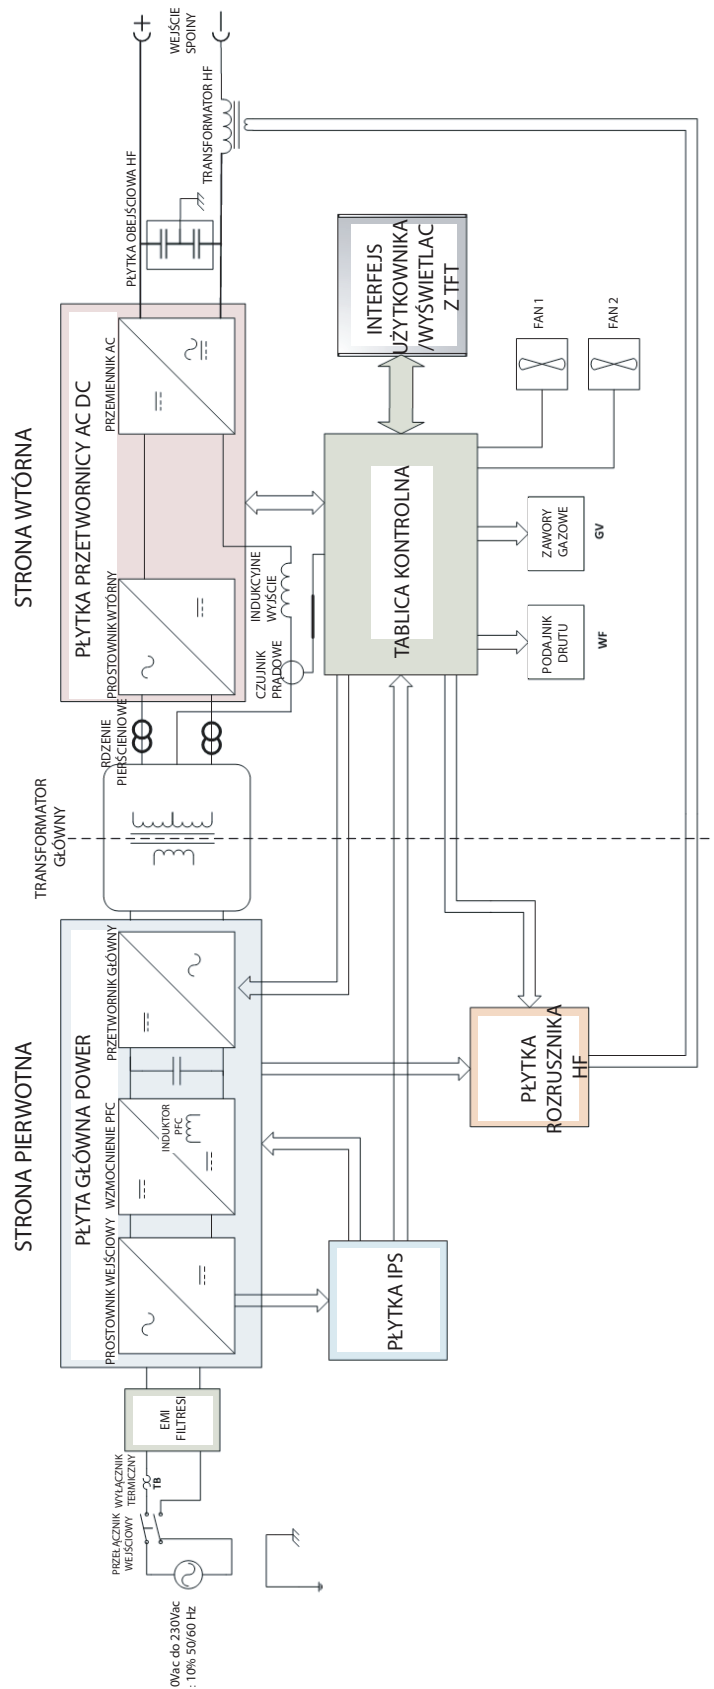 STRONA PIERWOTNA
STRONA WTÓRNA
0Vac do 230Vac
: 10% 50/60 Hz
PRZEŁĄCZNIK
WEJŚCIOWY
WYŁĄCZNIK
TERMICZNY
TB
EMI
FILTRESI
PŁYTA GŁÓWNA POWER
PROSTOWNIK WEJŚCIOWY
WZMOCNIENIE PFC
INDUKTOR
PFC
PRZETWORNIK GŁÓWNY
TRANSFORMATOR
GŁÓWNY
RDZENIE
PIERŚCIENIOWE
PŁYTKA PRZETWORNICY AC DC
PROSTOWNIK WTÓRNY
PRZEMIENNIK AC
CZUJNIK
PRĄDOWE
INDUKCYJNE
WYJŚCIE
PŁYTKA OBEJŚCIOWA HF
TRANSFORMATOR HF
WEJŚCIE
SPOINY
+
−
PŁYTKA IPS
TABLICA KONTROLNA
INTERFEJS
UŻYTKOWNIKA
/WYŚWIETLAC
Z TFT
PŁYTKA
ROZRUSZNIKA
HF
PODAJNIK
DRUTU
WF
ZAWORY
GAZOWE
GV
FAN 1
FAN 2